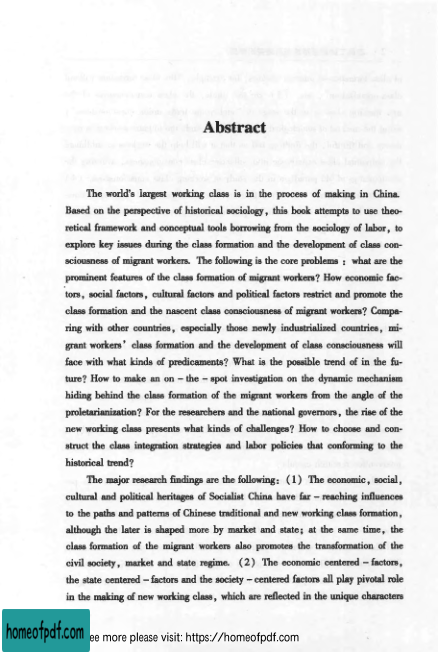 Abstract
The world's largest working class is in the process of making in China.
Based on the perspective of historical sociology, this book attempts to use theo-
retical framework and conceptual tools borrowing from the sociology of labor, to
explore key issues during the class formation and the development of class con-
sciousness of migrant workers. The following is the core problems : what are the
prominent features of the class formation of migrant workers? How economic fac-
tors, social factors, cultural factors and political factors restrict and promote the
class formation and the nascent class consciousness of migrant workers? Compa-
ring with other countries, especially those newly industrialized countries, mi-
grant workers' class formation and the development of class consciousness will
face with what kinds of predicaments? What is the possible trend of in the fu-
ture? How to make an on – the – spot investigation on the dynamic mechanism
hiding behind the class formation of the migrant workers from the angle of the
proletarianization? For the researchers and the national governors, the rise of the
new working class presents what kinds of challenges? How to choose and con-
struct the class integration strategies and labor policies that conforming to the
historical trend?
The major research findings are the following: (1) The economic, social,
cultural and political heritages of Socialist China have far – reaching influences
to the paths and patterns of Chinese traditional and new working class formation,
although the later is shaped more by market and state; at the same time, the
class formation of the migrant workers also promotes the transformation of the
civil society, market and state regime. (2) The economic centered – factors,
the state centered – factors and the society – centered factors all play pivotal role
in the making of new working class, which are reflected in the unique characters
homeofpdf.com
ee more please visit: https://homeofpdf.com